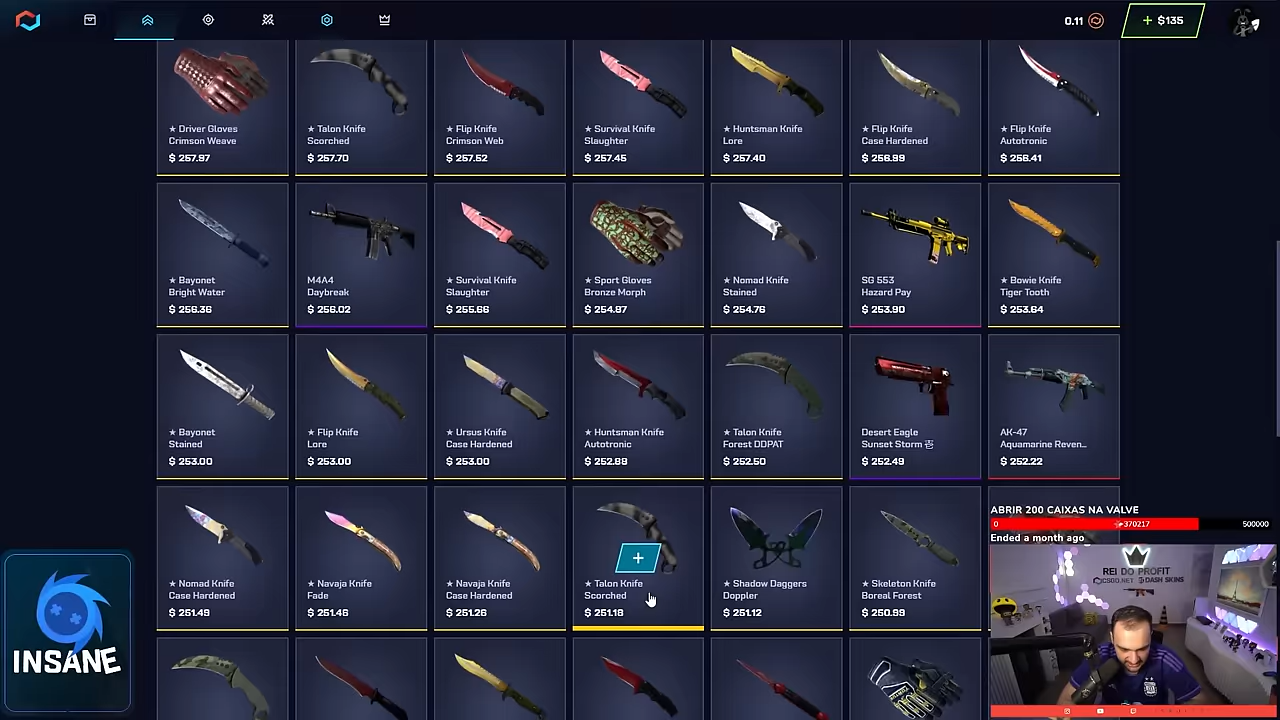 0.11
+ $135
★ Driver Gloves
Crimson Weave
$ 257.97
★ Talon Knife
Scorched
$ 257.70
★ Flip Knife
Crimson Web
$ 257.52
★ Survival Knife
Slaughter
$ 257.45
★ Huntsman Knife
Lore
$ 257.40
★ Flip Knife
Case Hardened
$ 256.99
★ Flip Knife
Autotronic
$ 256.41
★ Bayonet
Bright Water
$ 256.36
M4A4
Daybreak
$ 256.02
★ Survival Knife
Slaughter
$ 255.66
★ Sport Gloves
Bronze Morph
$ 254.87
★ Nomad Knife
Stained
$ 254.76
SG 553
Hazard Pay
$ 253.90
★ Bowie Knife
Tiger Tooth
$ 253.64
★ Bayonet
Stained
$ 253.00
★ Flip Knife
Lore
$ 253.00
★ Ursus Knife
Case Hardened
$ 253.00
★ Huntsman Knife
Autotronic
$ 252.88
★ Talon Knife
Forest DDPAT
$ 252.50
Desert Eagle
Sunset Storm 壱
$ 252.49
AK-47
Aquamarine Reven...
$ 252.22
★ Nomad Knife
Case Hardened
$ 251.49
★ Navaja Knife
Fade
$ 251.46
★ Navaja Knife
Case Hardened
$ 251.26
★ Talon Knife
Scorched
$ 251.18
★ Shadow Daggers
Doppler
$ 251.12
★ Skeleton Knife
Boreal Forest
$ 250.99
ABRIR 200 CAIXAS NA VALVE
0
370217
500000
Ended a month ago
REI DO PROFIT
CSGO.NET
DASH SKINS
INSANE